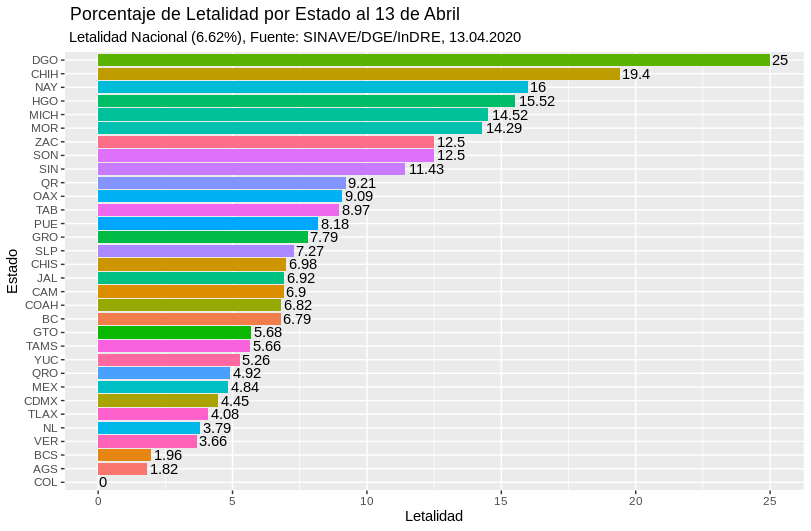 Porcentaje de Letalidad por Estado al 13 de Abril
Letalidad Nacional (6.62%), Fuente: SINAVE/DGE/InDRE, 13.04.2020
Estado
DGO 25
CHIH 19.4
NAY 16
HGO 15.52
MICH 14.52
MOR 14.29
ZAC 12.5
SON 12.5
SIN 11.43
QR 9.21
OAX 9.09
TAB 8.97
PUE 8.18
GRO 7.79
SLP 7.27
CHIS 6.98
JAL 6.92
CAM 6.9
COAH 6.82
BC 6.79
GTO 5.68
TAMS 5.66
YUC 5.26
QRO 4.92
MEX 4.84
CDMX 4.45
TLAX 4.08
NL 3.79
VER 3.66
BCS 1.96
AGS 1.82
COL 0
0 5 10 15 20 25
Letalidad